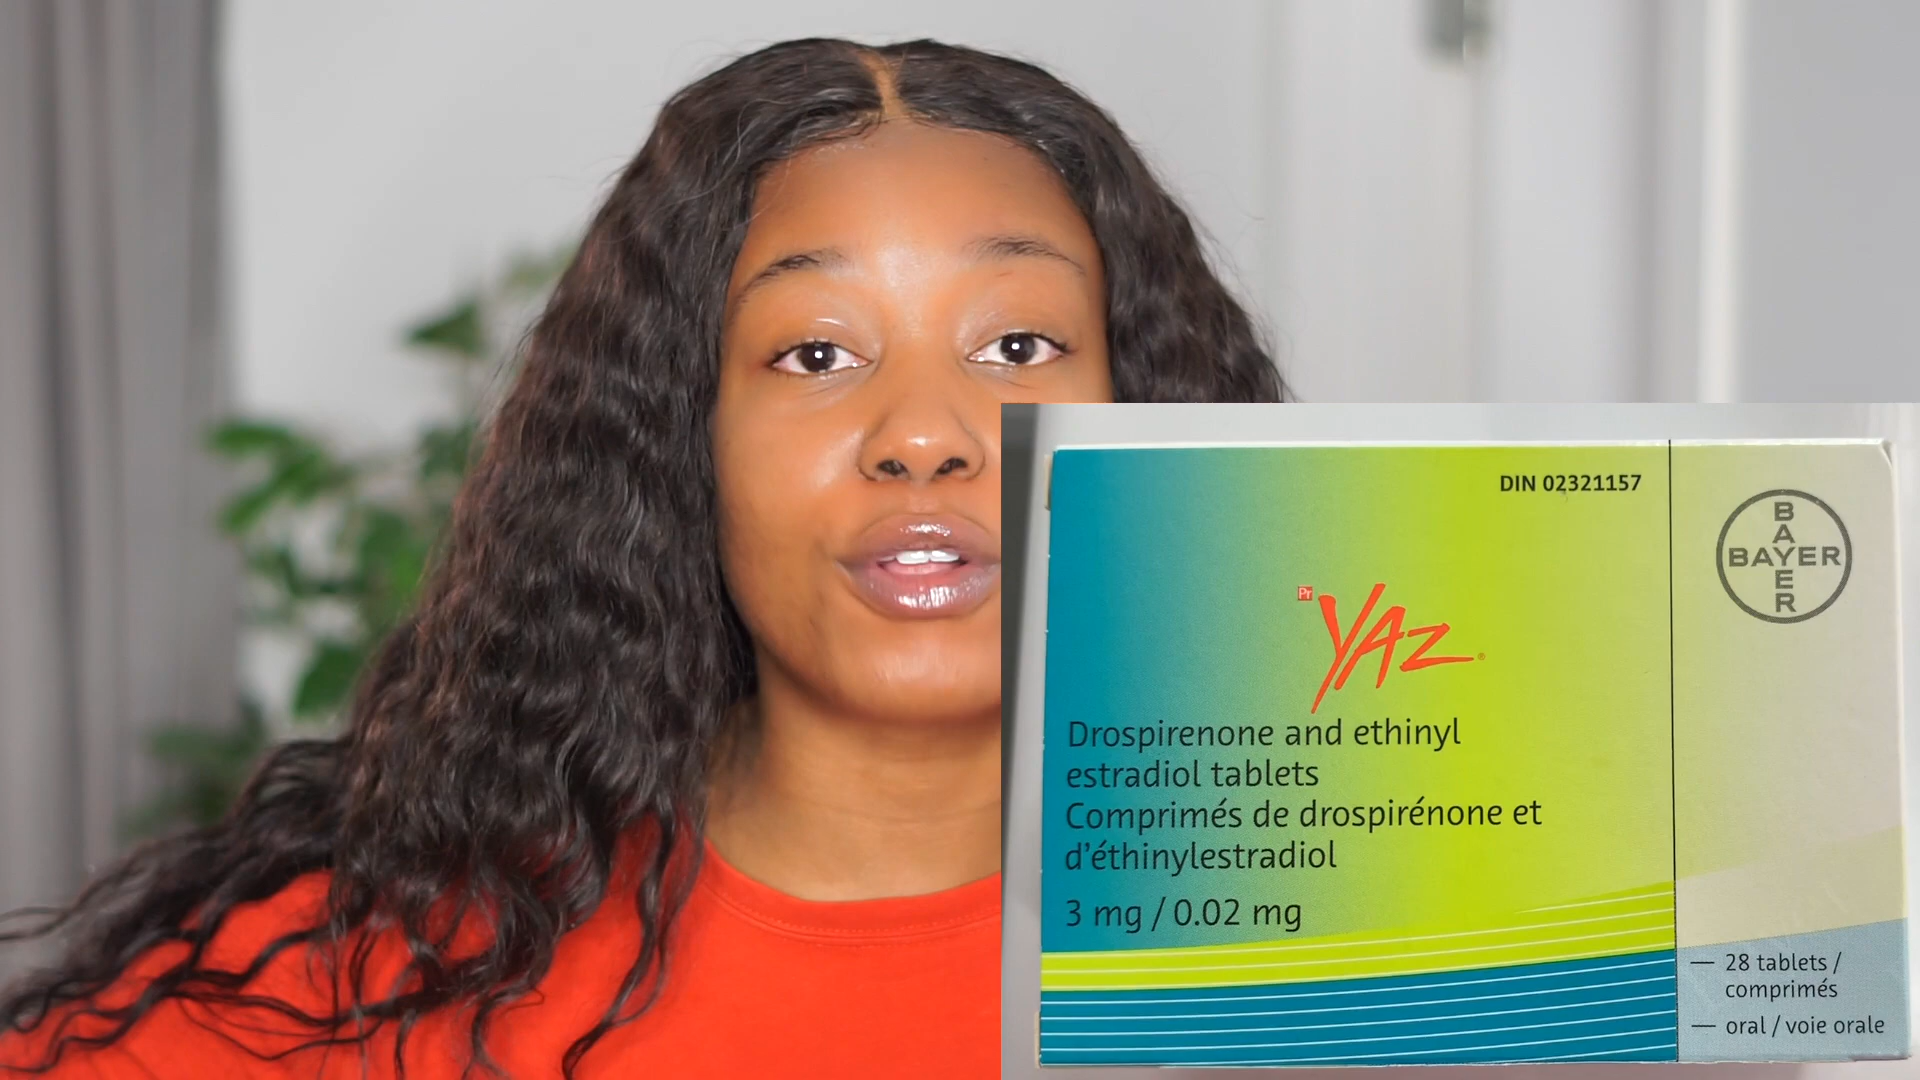 DIN 02321157
BAYER
BAYER
Pr
YAZ®
Drospirenone and ethinyl
estradiol tablets
Comprimés de drospirénone et
d'éthinylestradiol
3 mg / 0.02 mg
— 28 tablets /
comprimés
— oral / voie orale